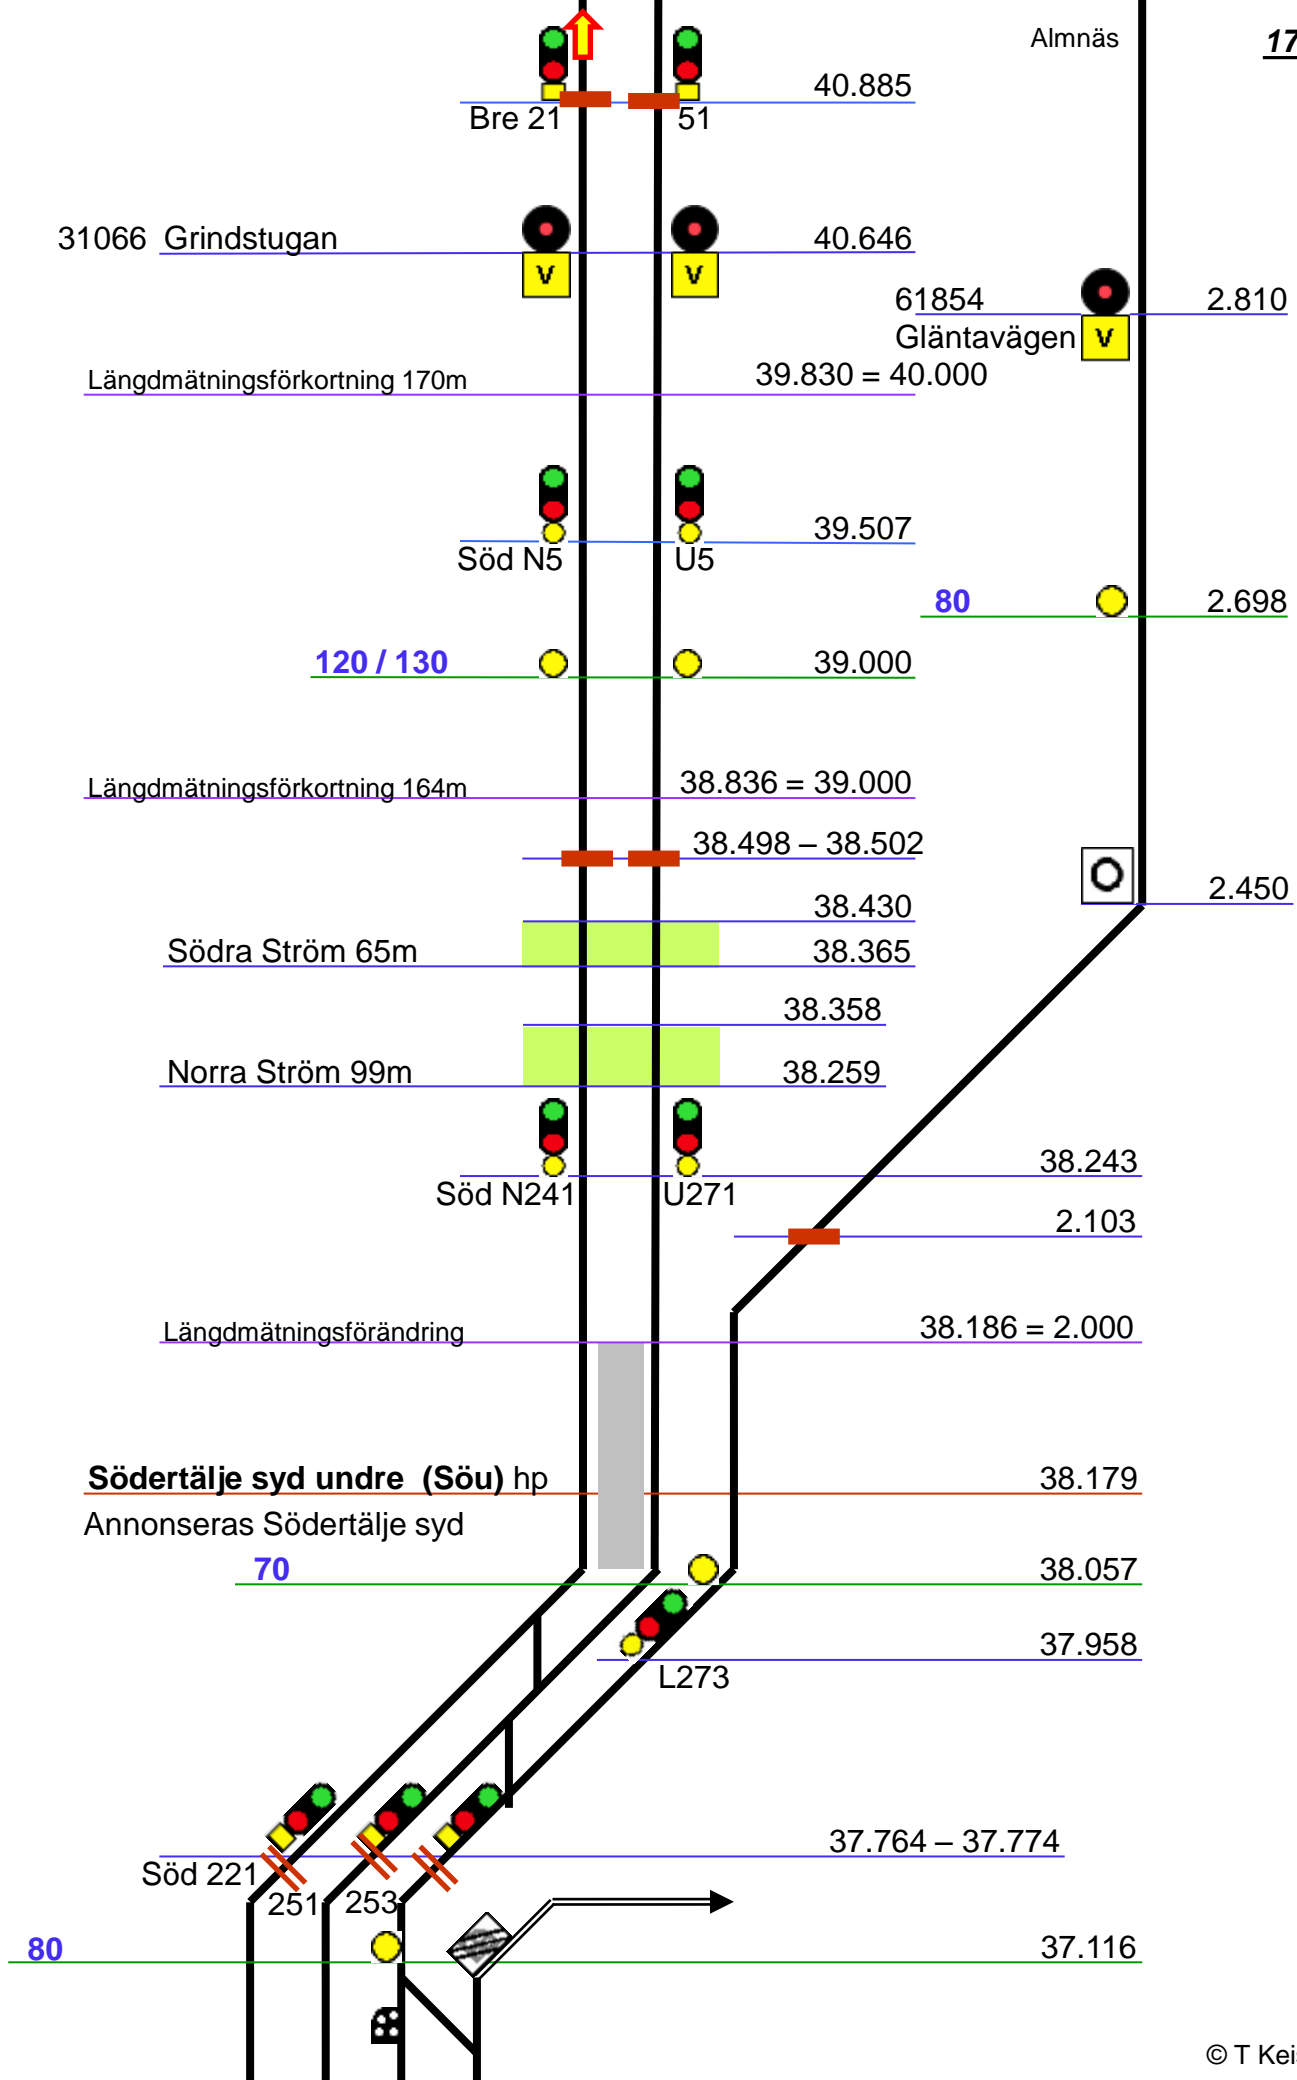 Almnäs
17
40.885
Bre 21
51
31066 Grindstugan
40.646
V
V
61854
2.810
Gläntavägen
V
Längdmätningsförkortning 170m
39.830 = 40.000
39.507
Söd N5
U5
80
2.698
120 / 130
39.000
Längdmätningsförkortning 164m
38.836 = 39.000
38.498 – 38.502
O
2.450
38.430
Södra Ström 65m
38.365
38.358
Norra Ström 99m
38.259
38.243
Söd N241
U271
2.103
Längdmätningsförändring
38.186 = 2.000
Södertälje syd undre (Söu) hp
38.179
Annonseras Södertälje syd
70
38.057
37.958
L273
37.764 – 37.774
Söd 221
251
253
80
37.116
© T Kei